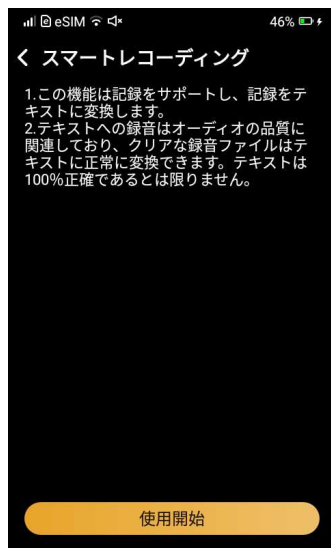 eSIM 46%
スマートレコーディング
1.この機能は記録をサポートし、記録をテ
キストに変換します。
2.テキストへの録音はオーディオの品質に
関連しており、クリアな録音ファイルはテ
キストに正常に変換できます。テキストは
100%正確であるとは限りません。
使用開始